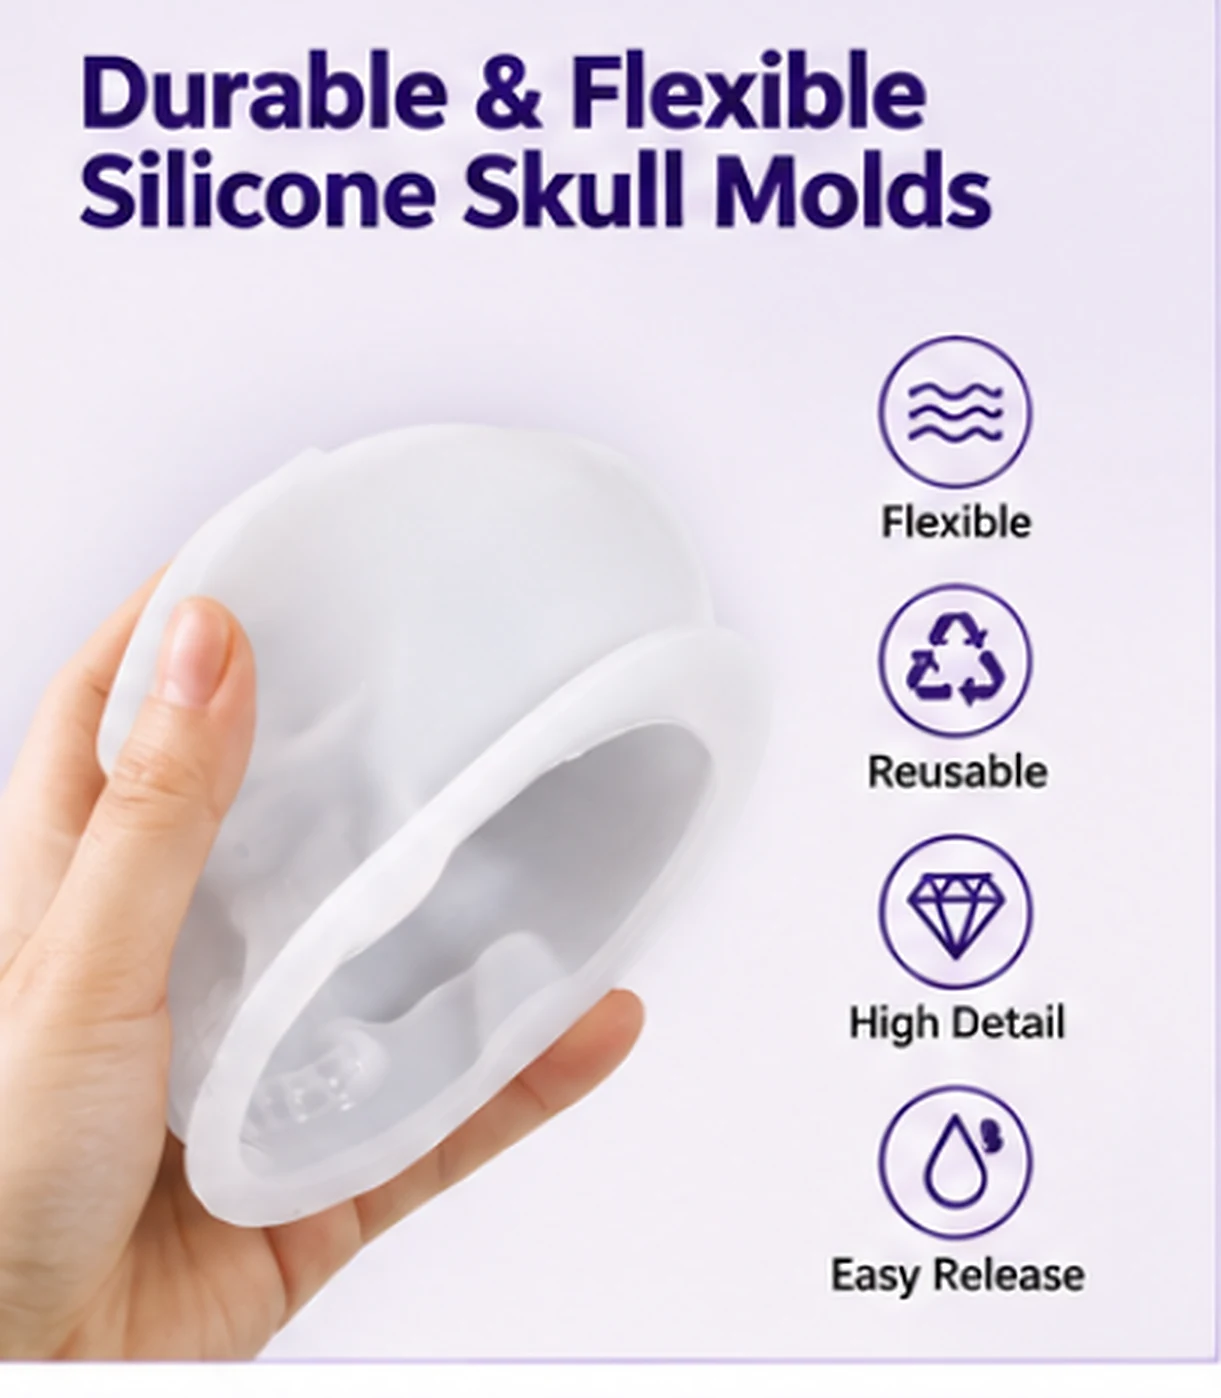 Durable & Flexible
Silicone Skull Molds
Flexible
Reusable
High Detail
Easy Release